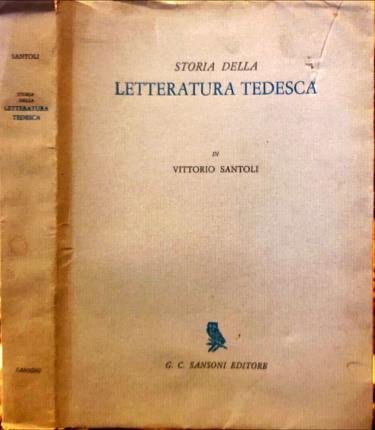 SANTOLI
STORIA
DELLA
LETTERATURA
TEDESCA
SANSONI
STORIA DELLA
LETTERATURA TEDESCA
DI
VITTORIO SANTOLI
G. C. SANSONI EDITORE